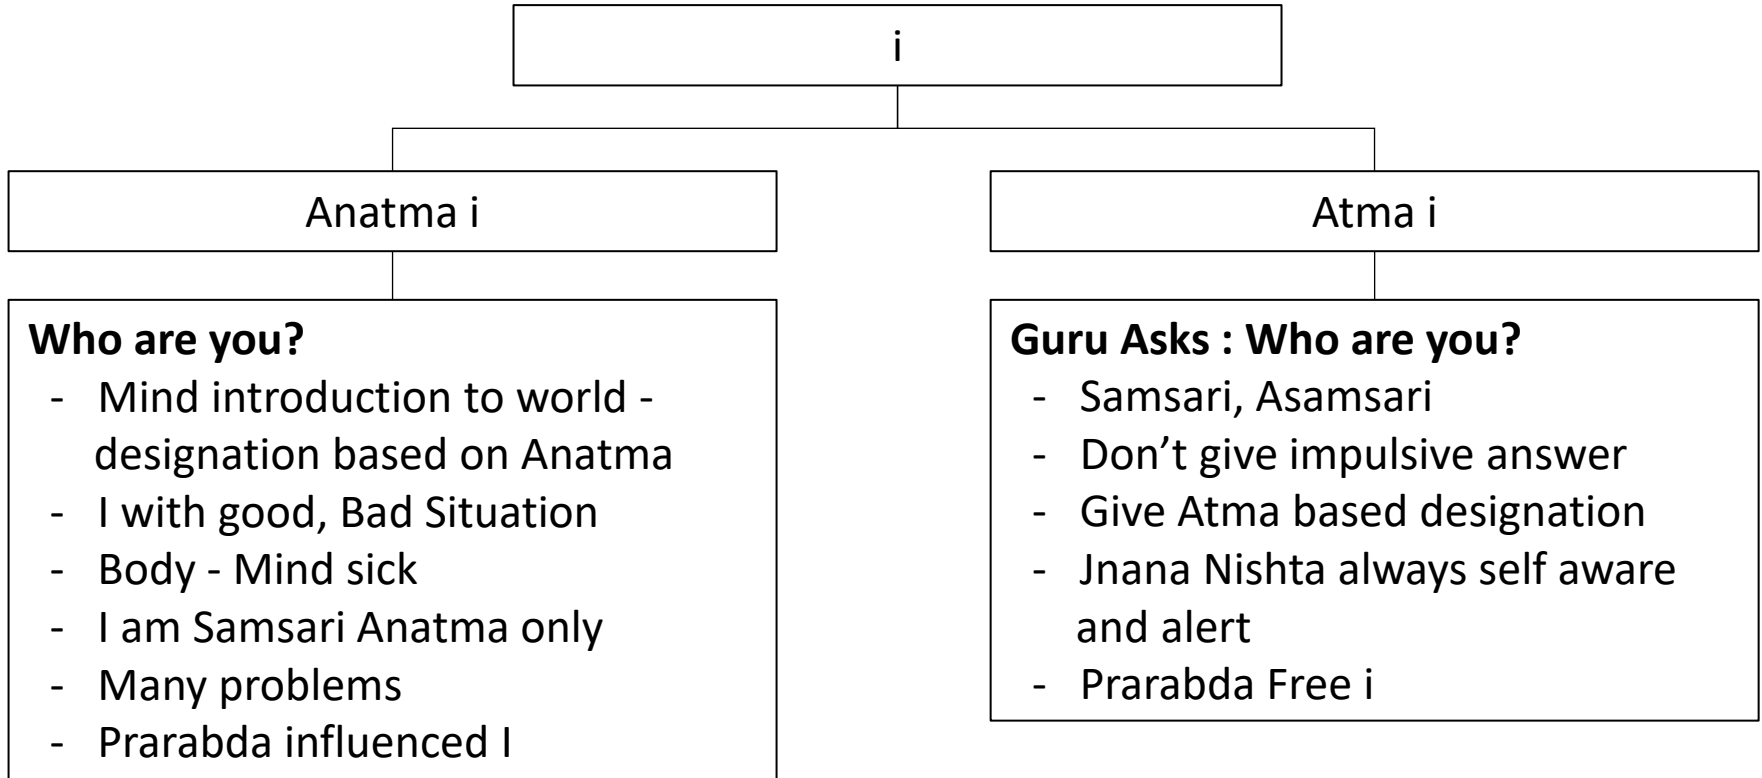 i
Anatma i
Atma i
Who are you?
- Mind introduction to world -
designation based on Anatma
- I with good, Bad Situation
- Body - Mind sick
- I am Samsari Anatma only
- Many problems
- Prarabda influenced I
Guru Asks : Who are you?
- Samsari, Asamsari
- Don’t give impulsive answer
- Give Atma based designation
- Jnana Nishta always self aware
and alert
- Prarabda Free i